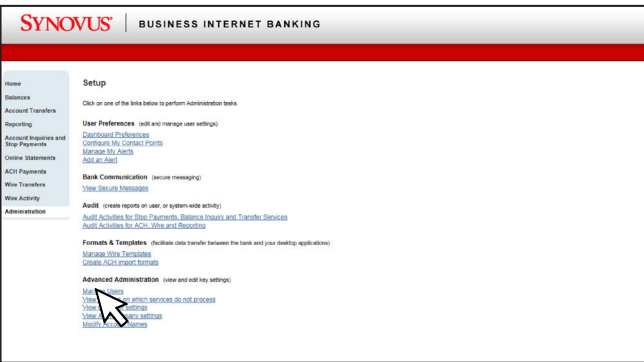 SYNOVUS® BUSINESS INTERNET BANKING
Home
Balances
Account Transfers
Reporting
Account Inquiries and
Stop Payments
Online Statements
ACH Payments
Wire Transfers
Wire Activity
Administration
Setup
Click on one of the links below to perform Administration tasks.
User Preferences (edit and manage user settings)
Dashboard Preferences
Configure My Contact Points
Manage My Alerts
Add an Alert
Bank Communication (secure messaging)
View Secure Messages
Audit (create reports on user, or system-wide activity)
Audit Activities for Stop Payments, Balance Inquiry and Transfer Services
Audit Activities for ACH, Wire and Reporting
Formats & Templates (facilitate data transfer between the bank and your desktop applications)
Manage Wire Templates
Create ACH import formats
Advanced Administration (view and edit key settings)
Manage Users
View on which services do not process
View settings
View settings
Modify Names